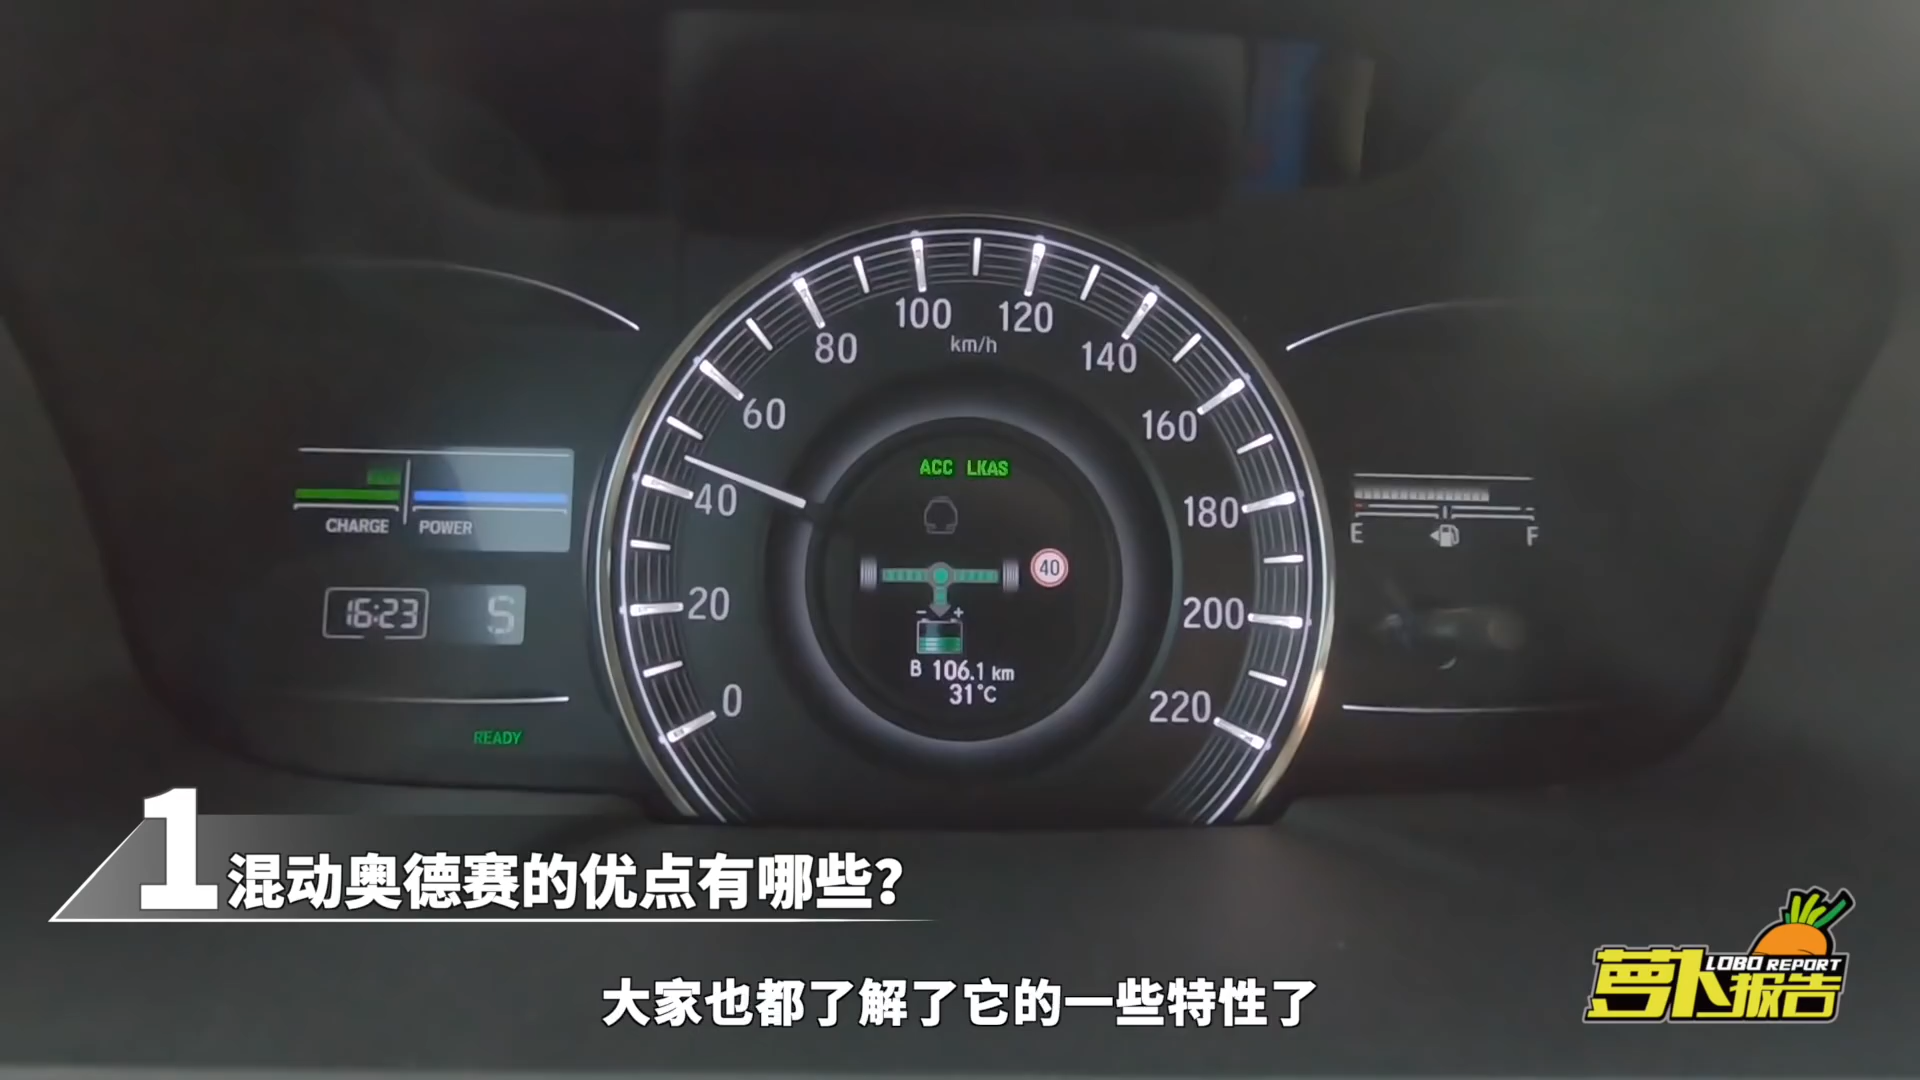 100
120
km/h
80
140
60
160
ACC LKAS
40
180
CHARGE POWER
E F
40
20
200
16:23 S
- +
B 106.1 km
31°C
0
220
READY
1 混动奥德赛的优点有哪些?
LOBO REPORT
萝卜报告
大家也都了解了它的一些特性了